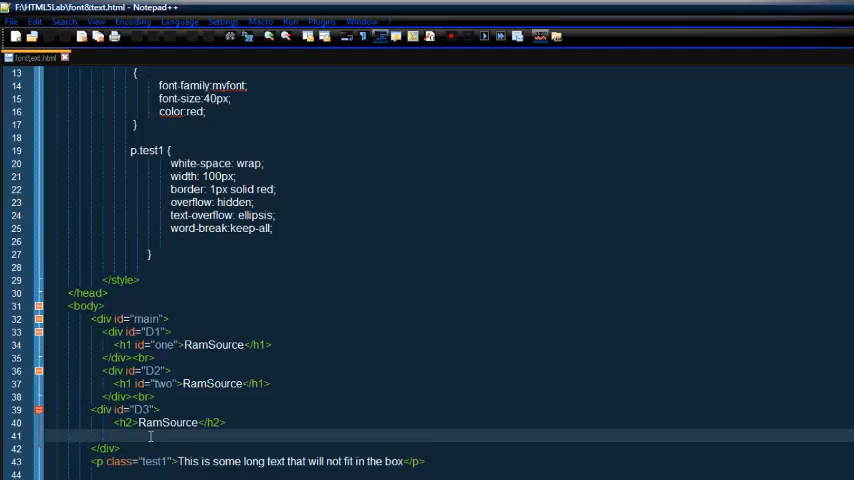 F:\HTML5Lab\font&text.html - Notepad++
File Edit Search View Encoding Language Settings Macro Run Plugins Window ?
font&text.html
13 {
14 font-family:myfont;
15 font-size:40px;
16 color:red;
17 }
18
19 p.test1 {
20 white-space: wrap;
21 width: 100px;
22 border: 1px solid red;
23 overflow: hidden;
24 text-overflow: ellipsis;
25 word-break:keep-all;
26
27 }
28
29 </style>
30 </head>
31 <body>
32 <div id="main">
33 <div id="D1">
34 <h1 id="one">RamSource</h1>
35 </div><br>
36 <div id="D2">
37 <h1 id="two">RamSource</h1>
38 </div><br>
39 <div id="D3">
40 <h2>RamSource</h2>
41
42 </div>
43 <p class="test1">This is some long text that will not fit in the box</p>
44